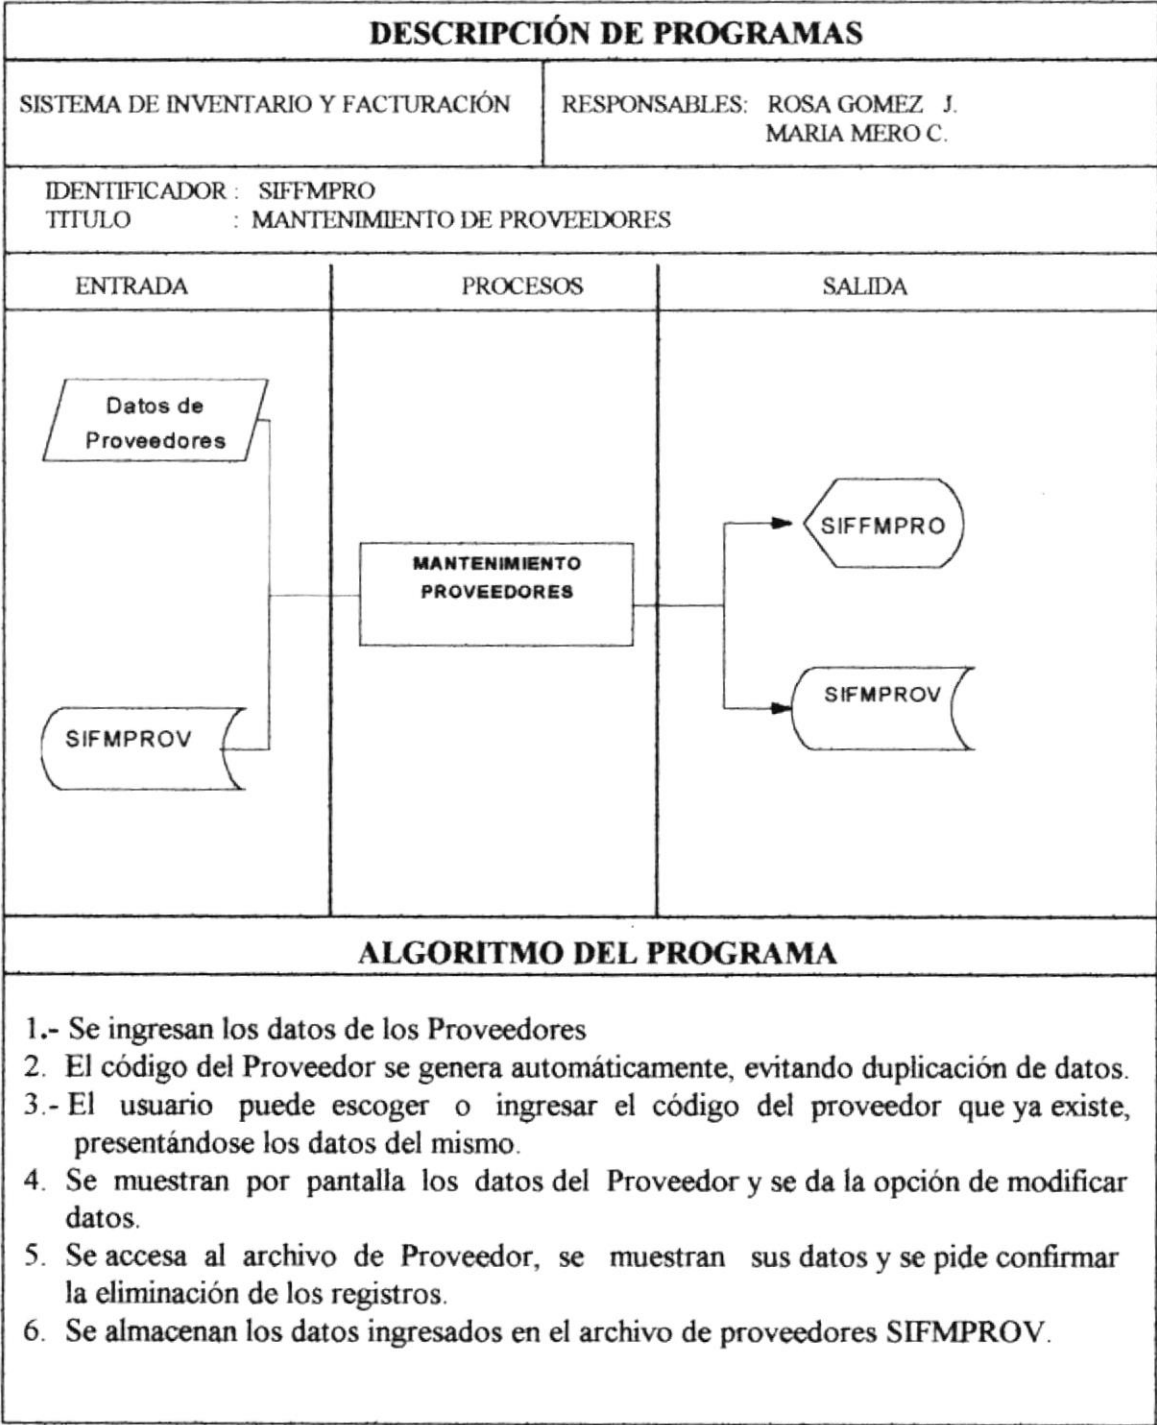 DESCRIPCIÓN DE PROGRAMAS
SISTEMA DE INVENTARIO Y FACTURACIÓN
RESPONSABLES: ROSA GOMEZ J.
MARIA MERO C.
IDENTIFICADOR : SIFFMPRO
TITULO : MANTENIMIENTO DE PROVEEDORES
ENTRADA
PROCESOS
SALIDA
Datos de
Proveedores
SIFMPROV
MANTENIMIENTO
PROVEEDORES
SIFFMPRO
SIFMPROV
ALGORITMO DEL PROGRAMA
1.- Se ingresan los datos de los Proveedores
2. El código del Proveedor se genera automáticamente, evitando duplicación de datos.
3.- El usuario puede escoger o ingresar el código del proveedor que ya existe,
presentándose los datos del mismo.
4. Se muestran por pantalla los datos del Proveedor y se da la opción de modificar
datos.
5. Se accesa al archivo de Proveedor, se muestran sus datos y se pide confirmar
la eliminación de los registros.
6. Se almacenan los datos ingresados en el archivo de proveedores SIFMPROV.